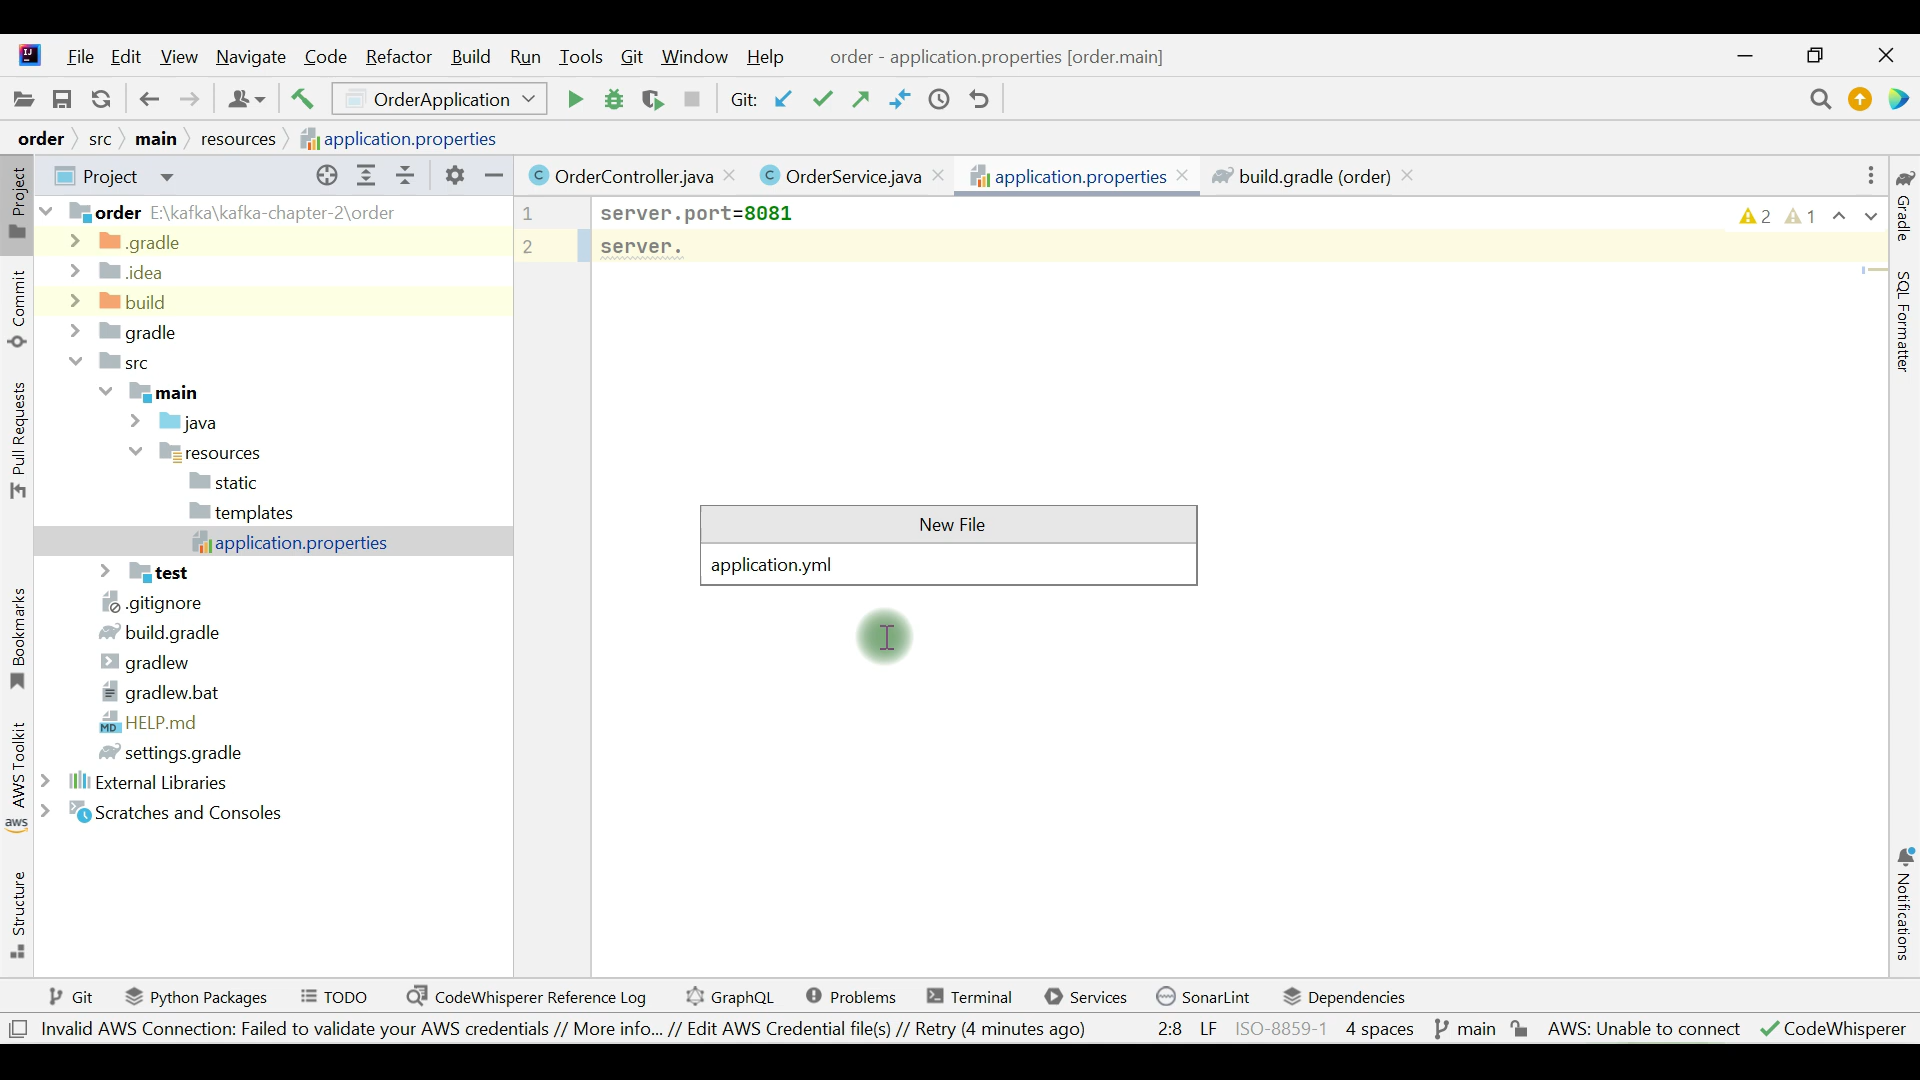 File Edit View Navigate Code Refactor Build Run Tools Git Window Help order - application.properties [order.main]
OrderApplication Git:
order src main resources application.properties
Project
OrderController.java OrderService.java application.properties build.gradle (order)
order E:\kafka\kafka-chapter-2\order
.gradle
.idea
build
gradle
src
main
java
resources
static
templates
application.properties
test
.gitignore
build.gradle
gradlew
gradlew.bat
HELP.md
settings.gradle
External Libraries
Scratches and Consoles
1 server.port=8081
2 server.
2 1
New File
application.yml
Project
Commit
Pull Requests
Bookmarks
AWS Toolkit
aws
Structure
Gradle
SQL Formatter
Notifications
Git Python Packages TODO CodeWhisperer Reference Log GraphQL Problems Terminal Services SonarLint Dependencies
Invalid AWS Connection: Failed to validate your AWS credentials // More info... // Edit AWS Credential file(s) // Retry (4 minutes ago) 2:8 LF ISO-8859-1 4 spaces main AWS: Unable to connect CodeWhisperer